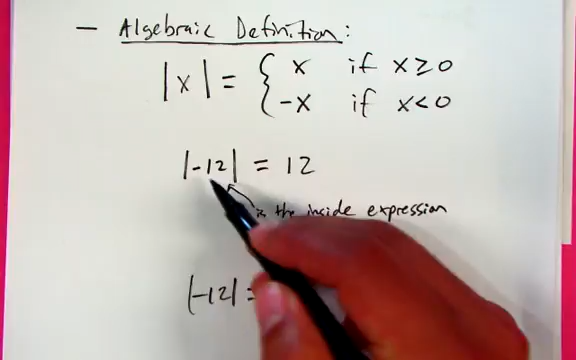 — Algebraic Definition:
|x| = { x if x ≥ 0
-x if x < 0
|-12| = 12
is the inside expression
|-12| =